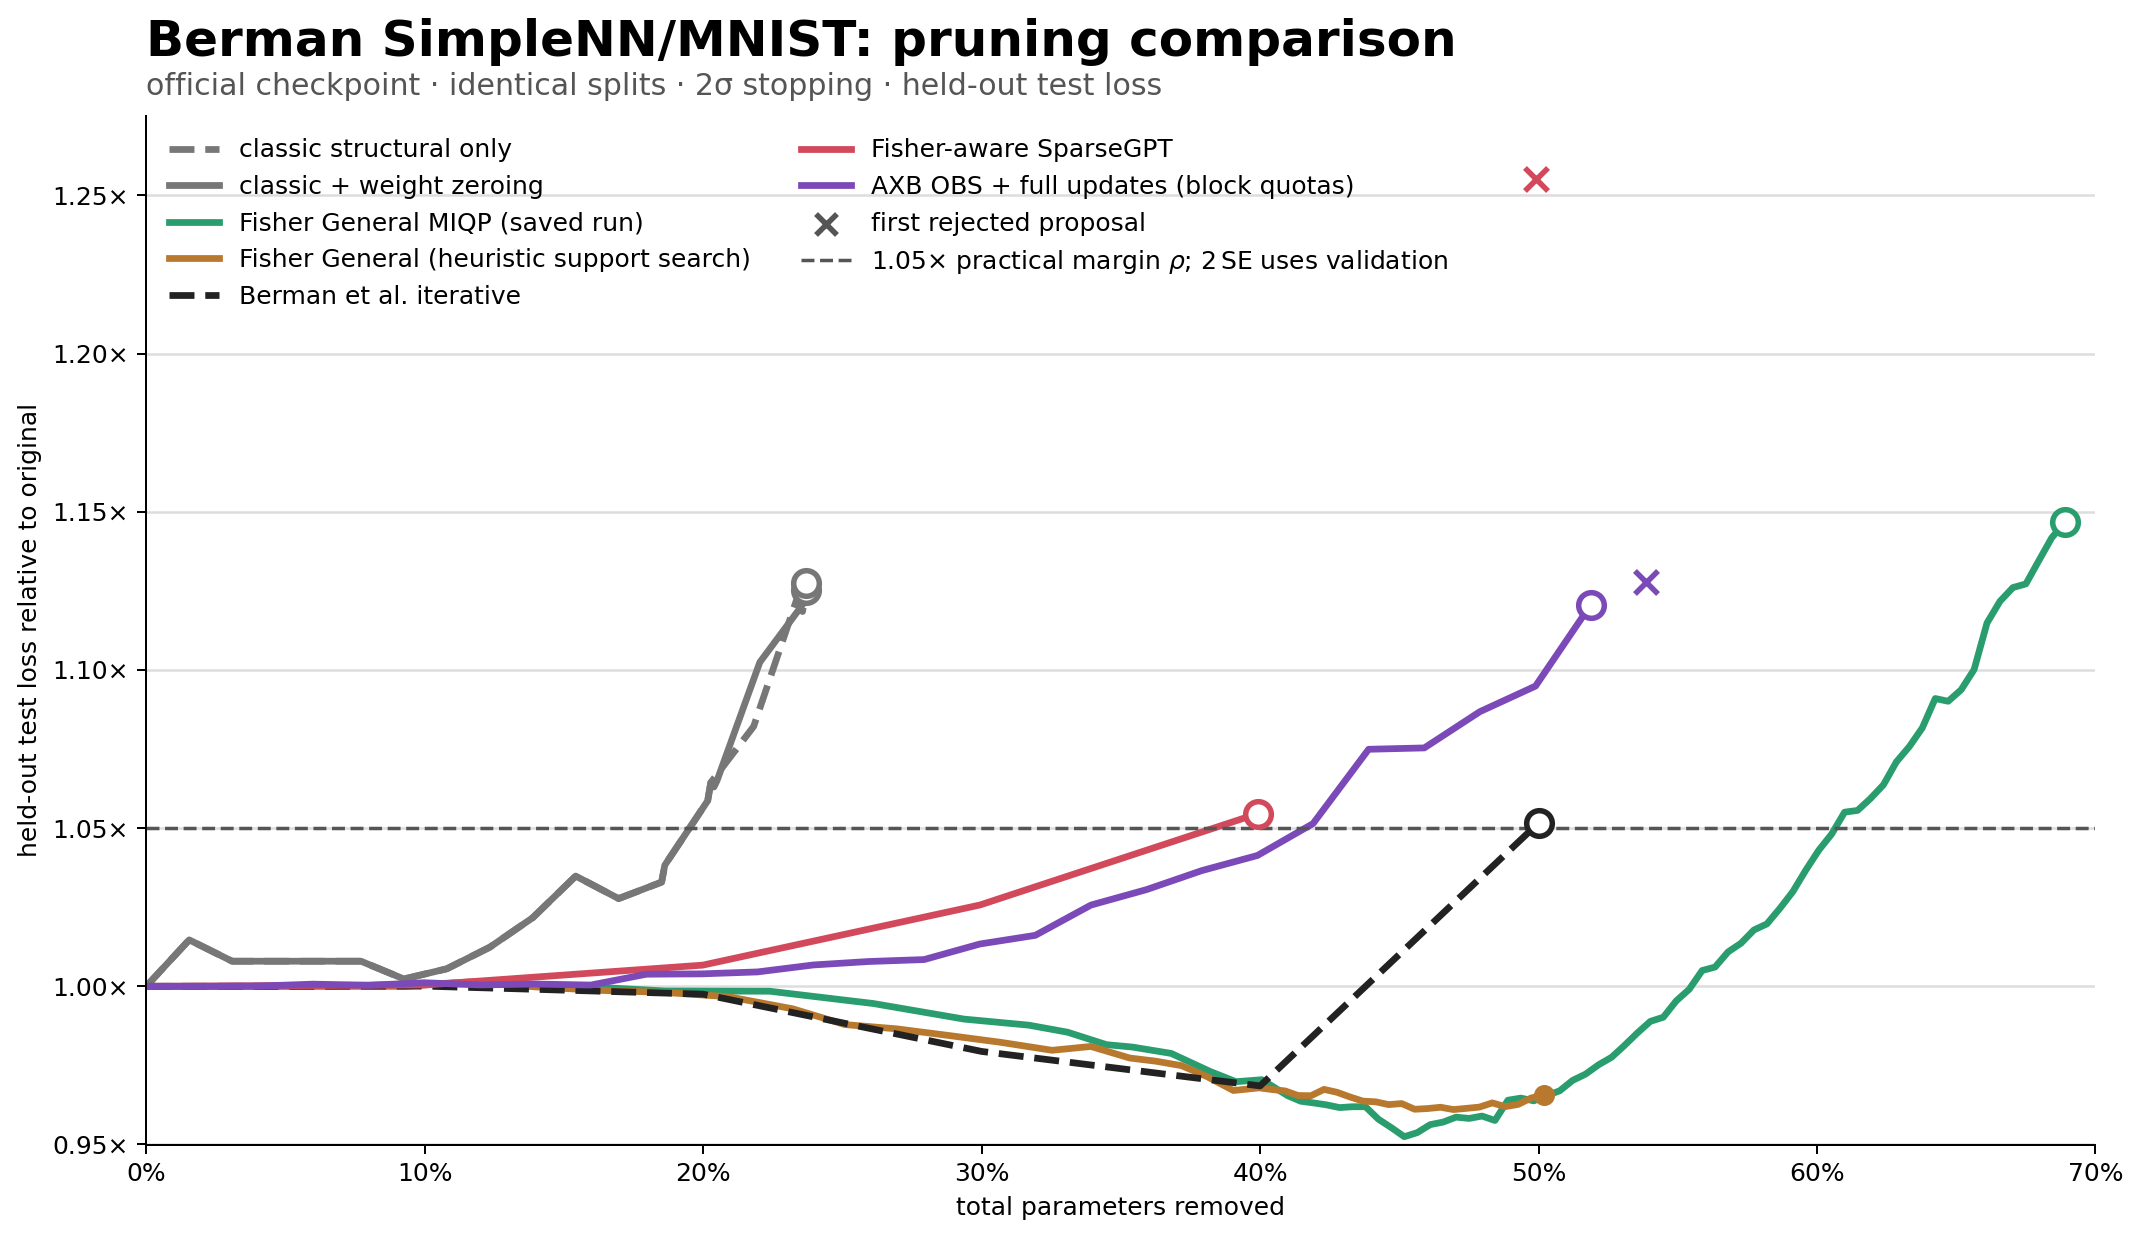 Berman SimpleNN/MNIST: pruning comparison
official checkpoint · identical splits · 2σ stopping · held-out test loss
classic structural only
classic + weight zeroing
Fisher General MIQP (saved run)
Fisher General (heuristic support search)
Berman et al. iterative
Fisher-aware SparseGPT
AXB OBS + full updates (block quotas)
first rejected proposal
1.05× practical margin ρ; 2 SE uses validation
held-out test loss relative to original
1.25×
1.20×
1.15×
1.10×
1.05×
1.00×
0.95×
0% 10% 20% 30% 40% 50% 60% 70%
total parameters removed